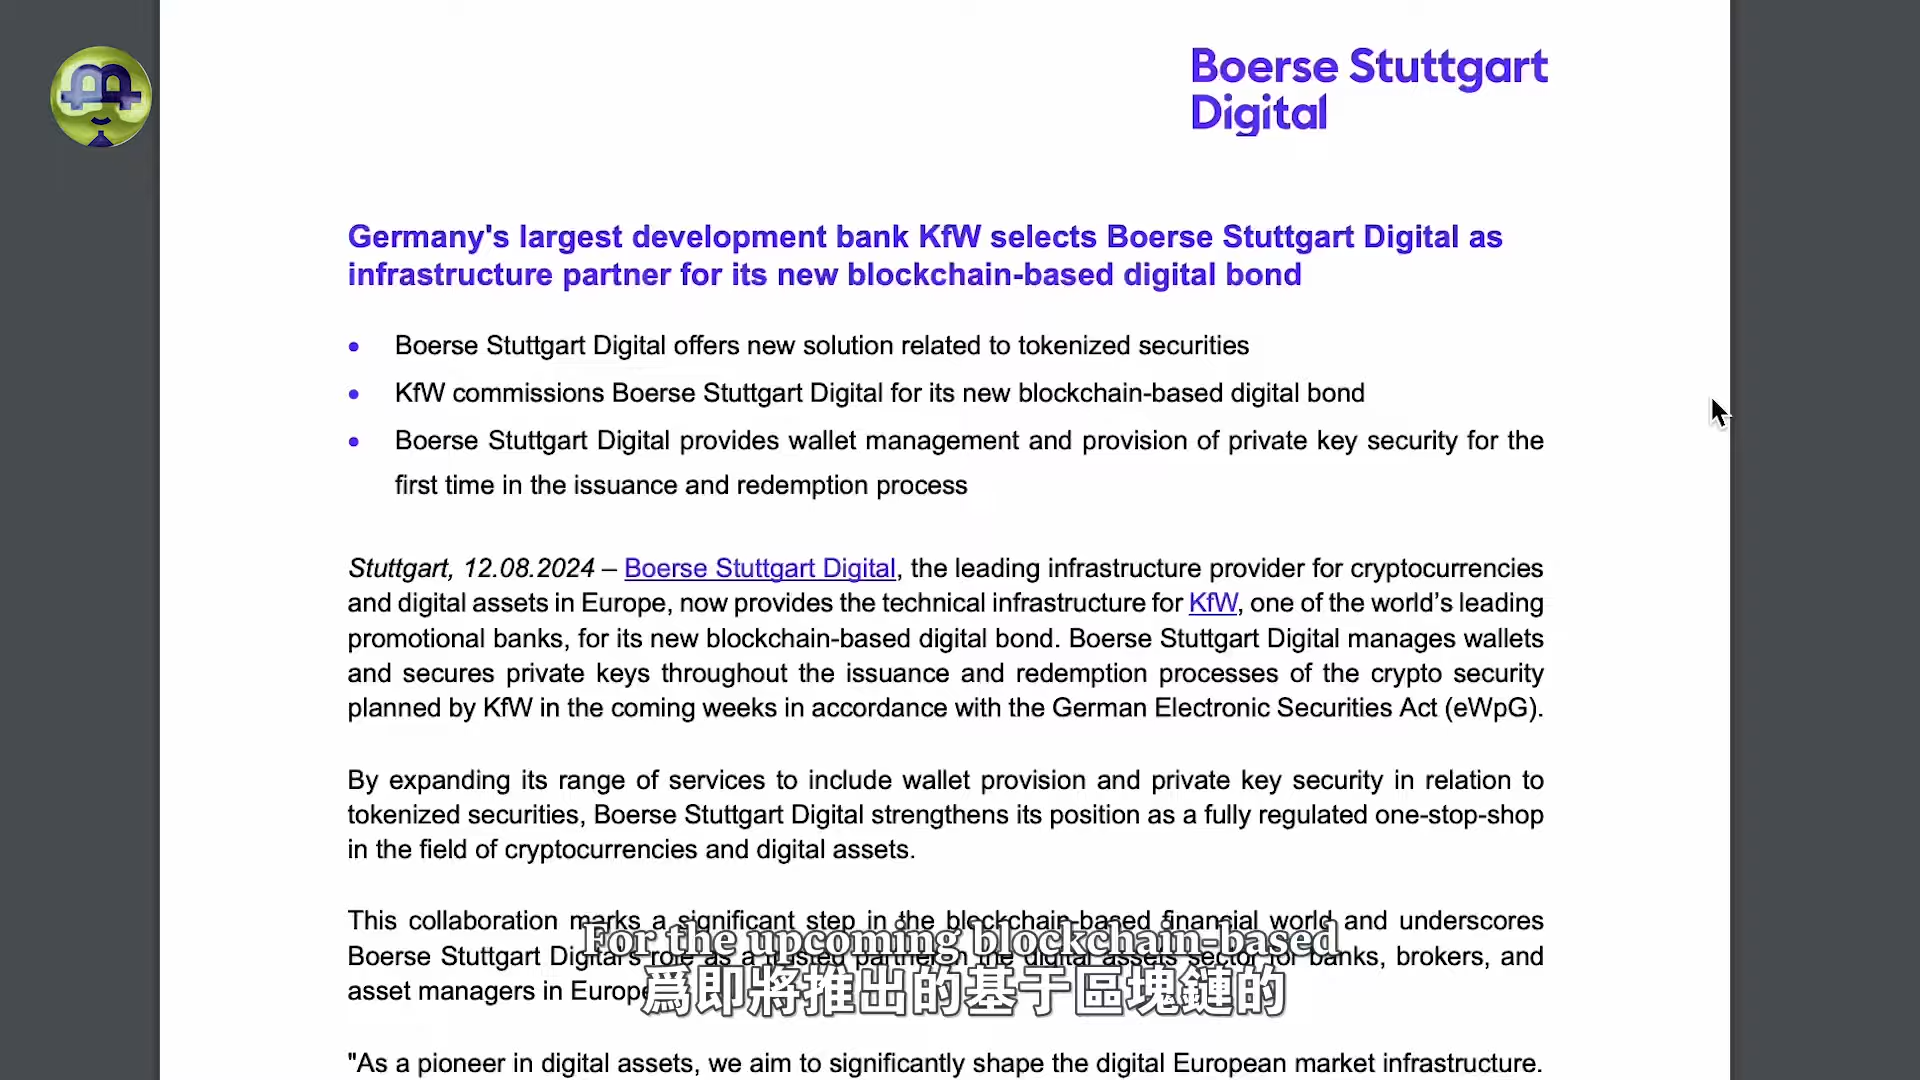 Boerse Stuttgart
Digital
Germany's largest development bank KfW selects Boerse Stuttgart Digital as
infrastructure partner for its new blockchain-based digital bond
• Boerse Stuttgart Digital offers new solution related to tokenized securities
• KfW commissions Boerse Stuttgart Digital for its new blockchain-based digital bond
• Boerse Stuttgart Digital provides wallet management and provision of private key security for the
first time in the issuance and redemption process
Stuttgart, 12.08.2024 – Boerse Stuttgart Digital, the leading infrastructure provider for cryptocurrencies
and digital assets in Europe, now provides the technical infrastructure for KfW, one of the world’s leading
promotional banks, for its new blockchain-based digital bond. Boerse Stuttgart Digital manages wallets
and secures private keys throughout the issuance and redemption processes of the crypto security
planned by KfW in the coming weeks in accordance with the German Electronic Securities Act (eWpG).
By expanding its range of services to include wallet provision and private key security in relation to
tokenized securities, Boerse Stuttgart Digital strengthens its position as a fully regulated one-stop-shop
in the field of cryptocurrencies and digital assets.
This collaboration marks a significant step in the blockchain-based financial world and underscores
Boerse Stuttgart Digital's role as a trusted partner in the digital assets sector for banks, brokers, and
asset managers in Europe
For the upcoming blockchain-based
爲即將推出的基于區塊鏈的
"As a pioneer in digital assets, we aim to significantly shape the digital European market infrastructure.